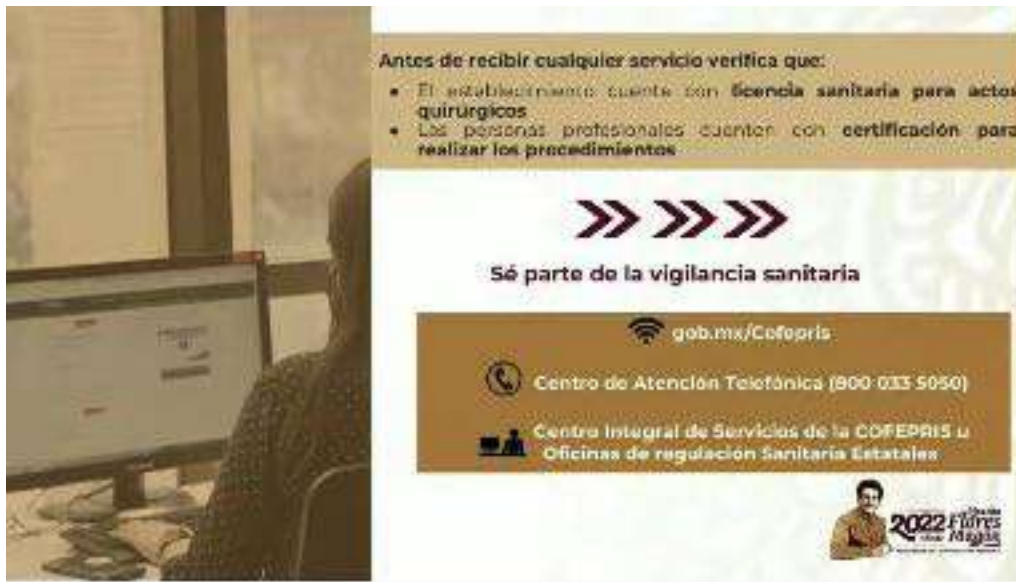 Antes de recibir cualquier servicio verifica que:
• El establecimiento cuente con licencia sanitaria para actos
quirúrgicos
• Las personas profesionales cuenten con certificación para
realizar los procedimientos
Sé parte de la vigilancia sanitaria
gob.mx/Cofepris
Centro de Atención Telefónica (800 033 5050)
Centro Integral de Servicios de la COFEPRIS u
Oficinas de regulación Sanitaria Estatales
2022 Flores
Magón